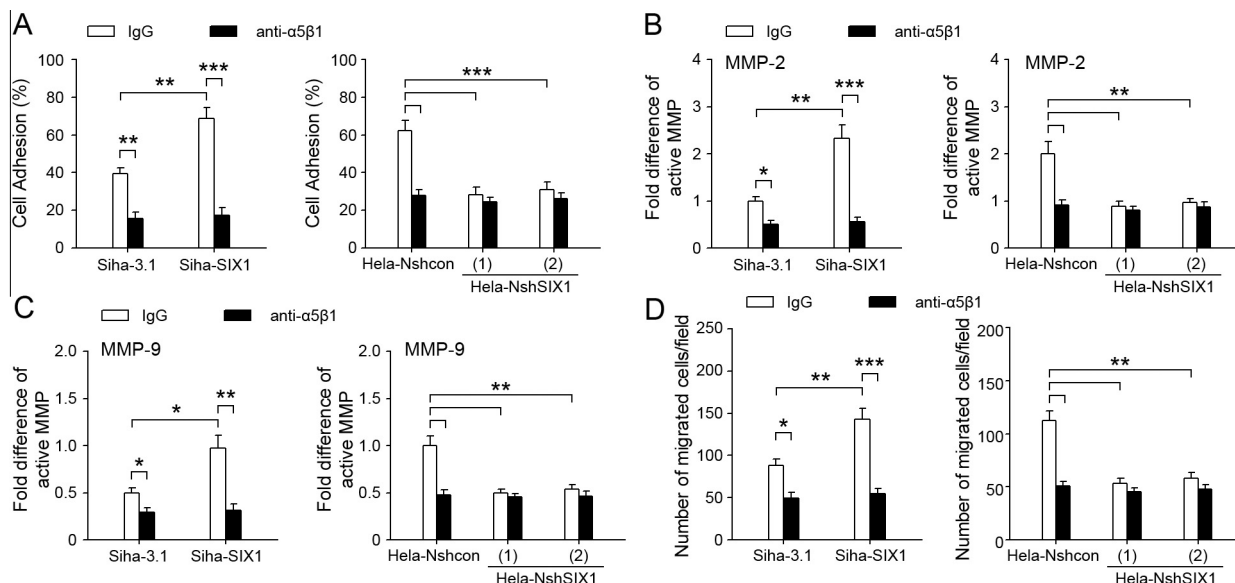 A
IgG
anti-α5β1
Cell Adhesion (%)
100
80
60
40
20
0
**
**
***
Siha-3.1
Siha-SIX1
Cell Adhesion (%)
100
80
60
40
20
0
***
Hela-Nshcon
(1)
(2)
Hela-NshSIX1
B
IgG
anti-α5β1
MMP-2
Fold difference of
active MMP
4
3
2
1
0
*
**
***
Siha-3.1
Siha-SIX1
MMP-2
Fold difference of
active MMP
4
3
2
1
0
**
Hela-Nshcon
(1)
(2)
Hela-NshSIX1
C
IgG
anti-α5β1
MMP-9
Fold difference of
active MMP
2.0
1.5
1.0
0.5
0.0
*
*
**
Siha-3.1
Siha-SIX1
MMP-9
Fold difference of
active MMP
2.0
1.5
1.0
0.5
0.0
**
Hela-Nshcon
(1)
(2)
Hela-NshSIX1
D
IgG
anti-α5β1
Number of migrated cells/field
250
200
150
100
50
0
*
**
***
Siha-3.1
Siha-SIX1
Number of migrated cells/field
200
150
100
50
0
**
Hela-Nshcon
(1)
(2)
Hela-NshSIX1